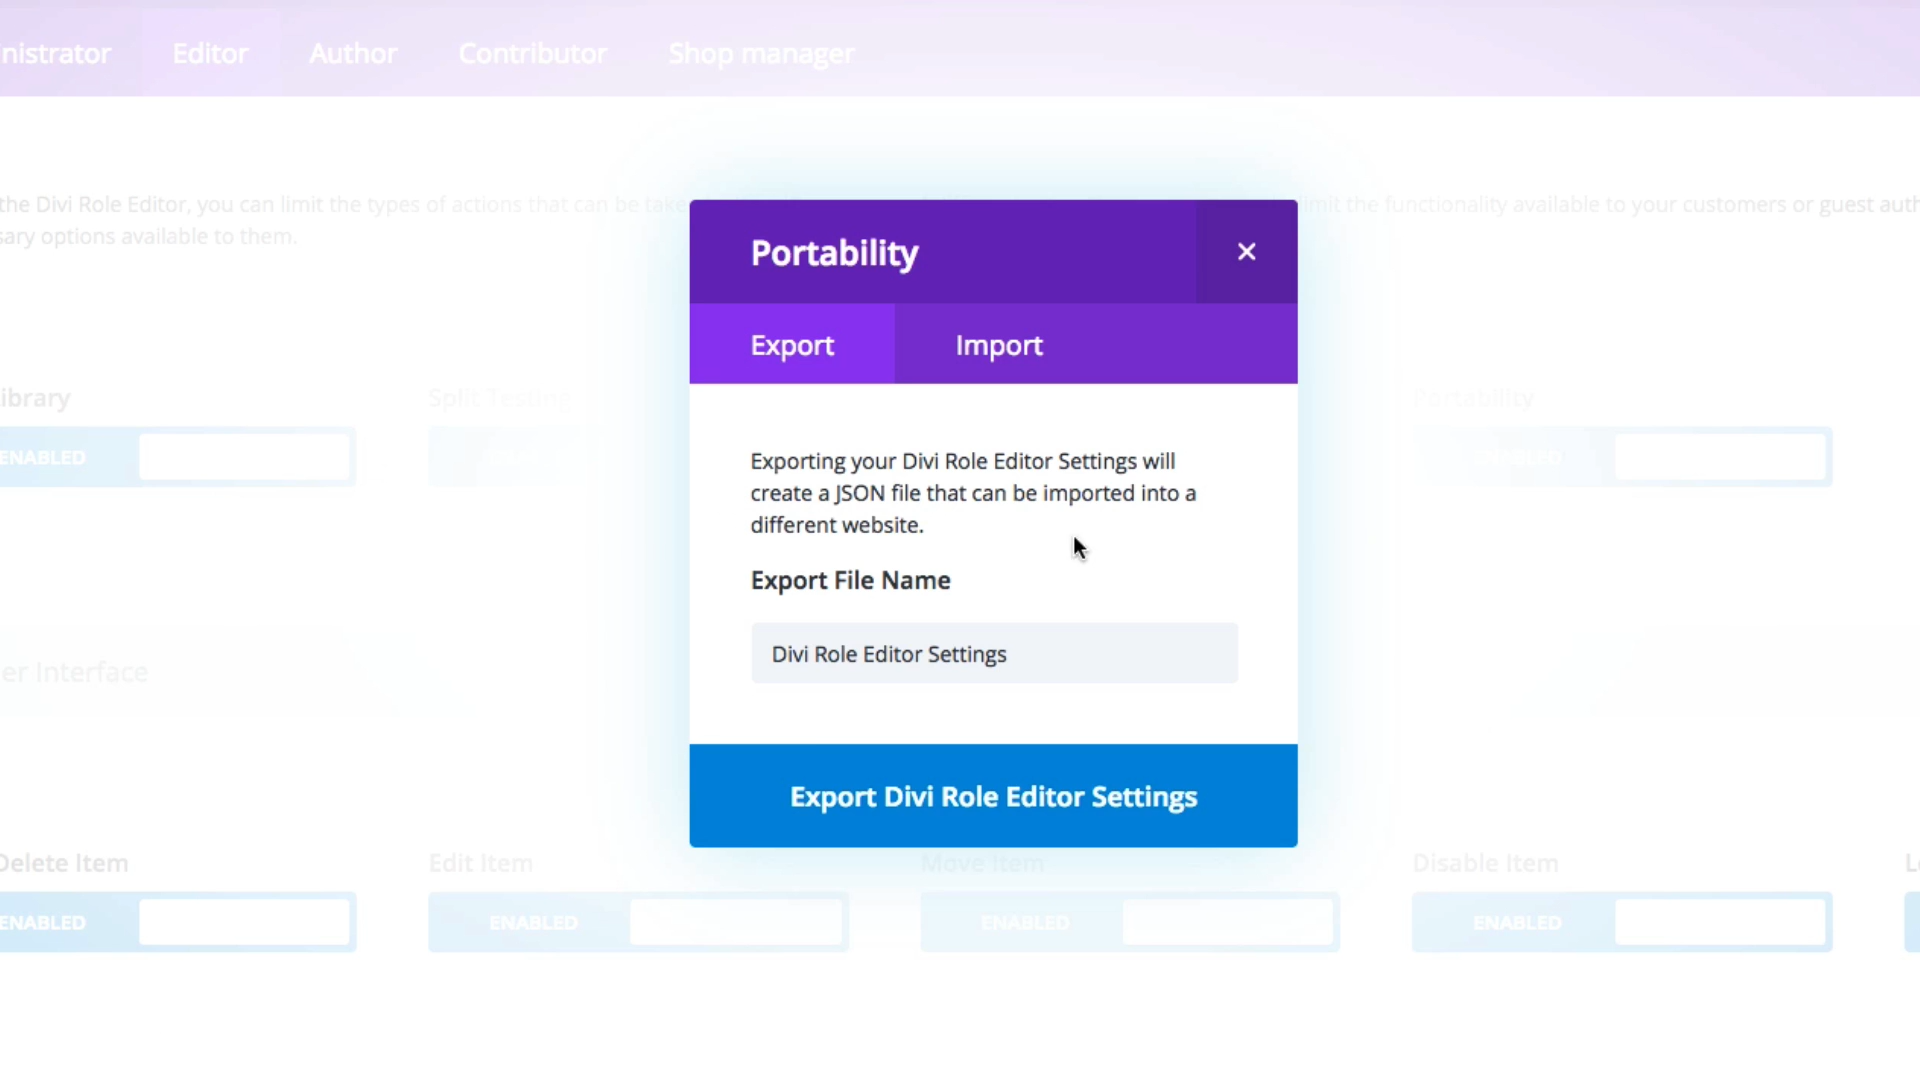 nistrator Editor Author Contributor Shop manager
the Divi Role Editor, you can limit the types of actions that can be take
mit the functionality available to your customers or guest auth
sary options available to them.
Portability
×
Export Import
ibrary
Split Testing
Portability
ENABLED
Exporting your Divi Role Editor Settings will
create a JSON file that can be imported into a
different website.
Export File Name
Divi Role Editor Settings
er Interface
Export Divi Role Editor Settings
Delete Item
Edit Item
Move Item
Disable Item
ENABLED
ENABLED
ENABLED
ENABLED